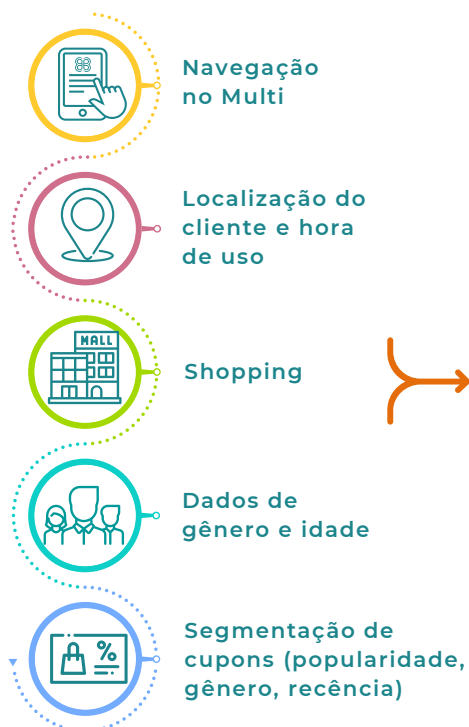 Navegação
no Multi
Localização do
cliente e hora
de uso
MALL
Shopping
Dados de
gênero e idade
%
Segmentação de
cupons (popularidade,
gênero, recência)